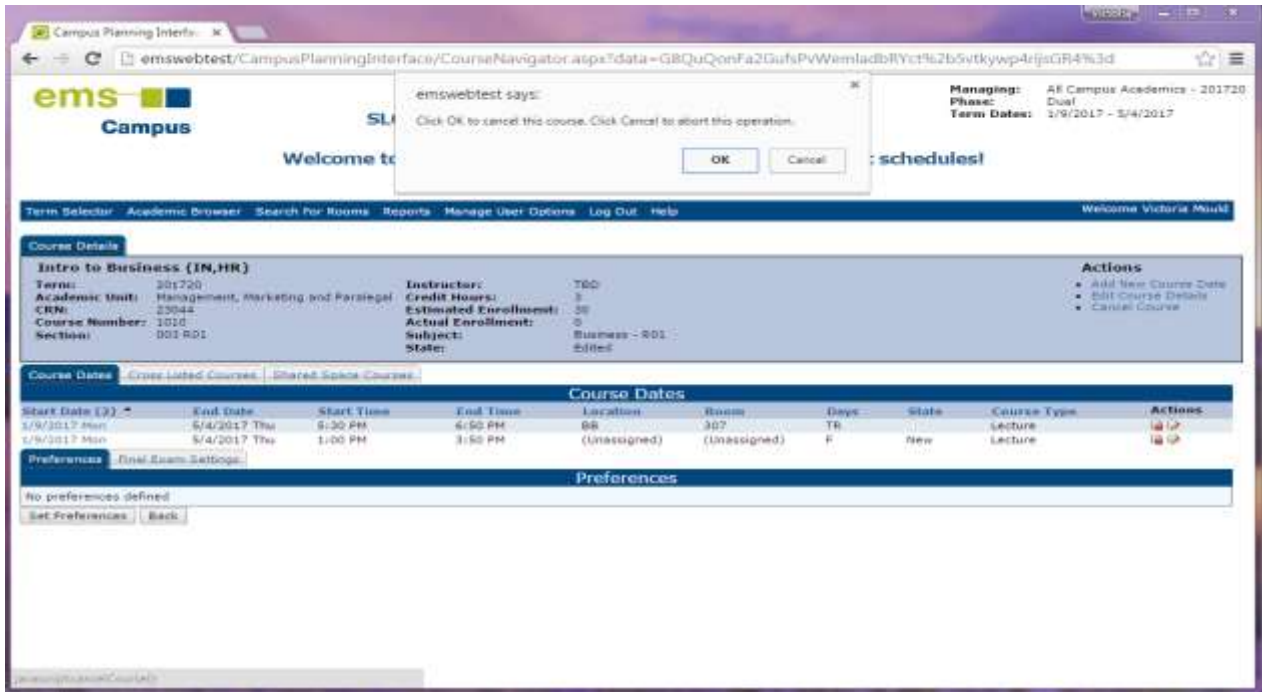 Campus Planning Interfa
emswebtest/CampusPlanningInterface/CourseNavigator.aspx?data=
ems
Campus
emswebtest says:
Click OK to cancel this course. Click Cancel to abort this operation.
OK Cancel
Managing: All Campus Academics - 201720
Phase: Dual
Term Dates: 1/9/2017 - 5/4/2017
Welcome to schedules!
Term Selector Academic Browser Search For Rooms Reports Manage User Options Log Out Help Welcome Victoria Mould
Course Details
Intro to Business (IN,HR)
Term: 201720
Academic Unit: Management, Marketing and Paralegal
CRN: 23044
Course Number: 1010
Section: 003 R01
Instructor: TBD
Credit Hours: 3
Estimated Enrollment: 30
Actual Enrollment: 0
Subject: Business - R01
State: Edited
Actions
Add New Course Date
Edit Course Details
Cancel Course
Course Dates Cross Listed Courses Shared Space Courses
Course Dates
Start Date (2) End Date Start Time End Time Location Room Days State Course Type Actions
1/9/2017 Mon 5/4/2017 Thu 5:30 PM 6:50 PM BB 307 TR Lecture
1/9/2017 Mon 5/4/2017 Thu 1:00 PM 3:50 PM (Unassigned) (Unassigned) F New Lecture
Preferences Final Exam Settings
Preferences
No preferences defined
Set Preferences Back